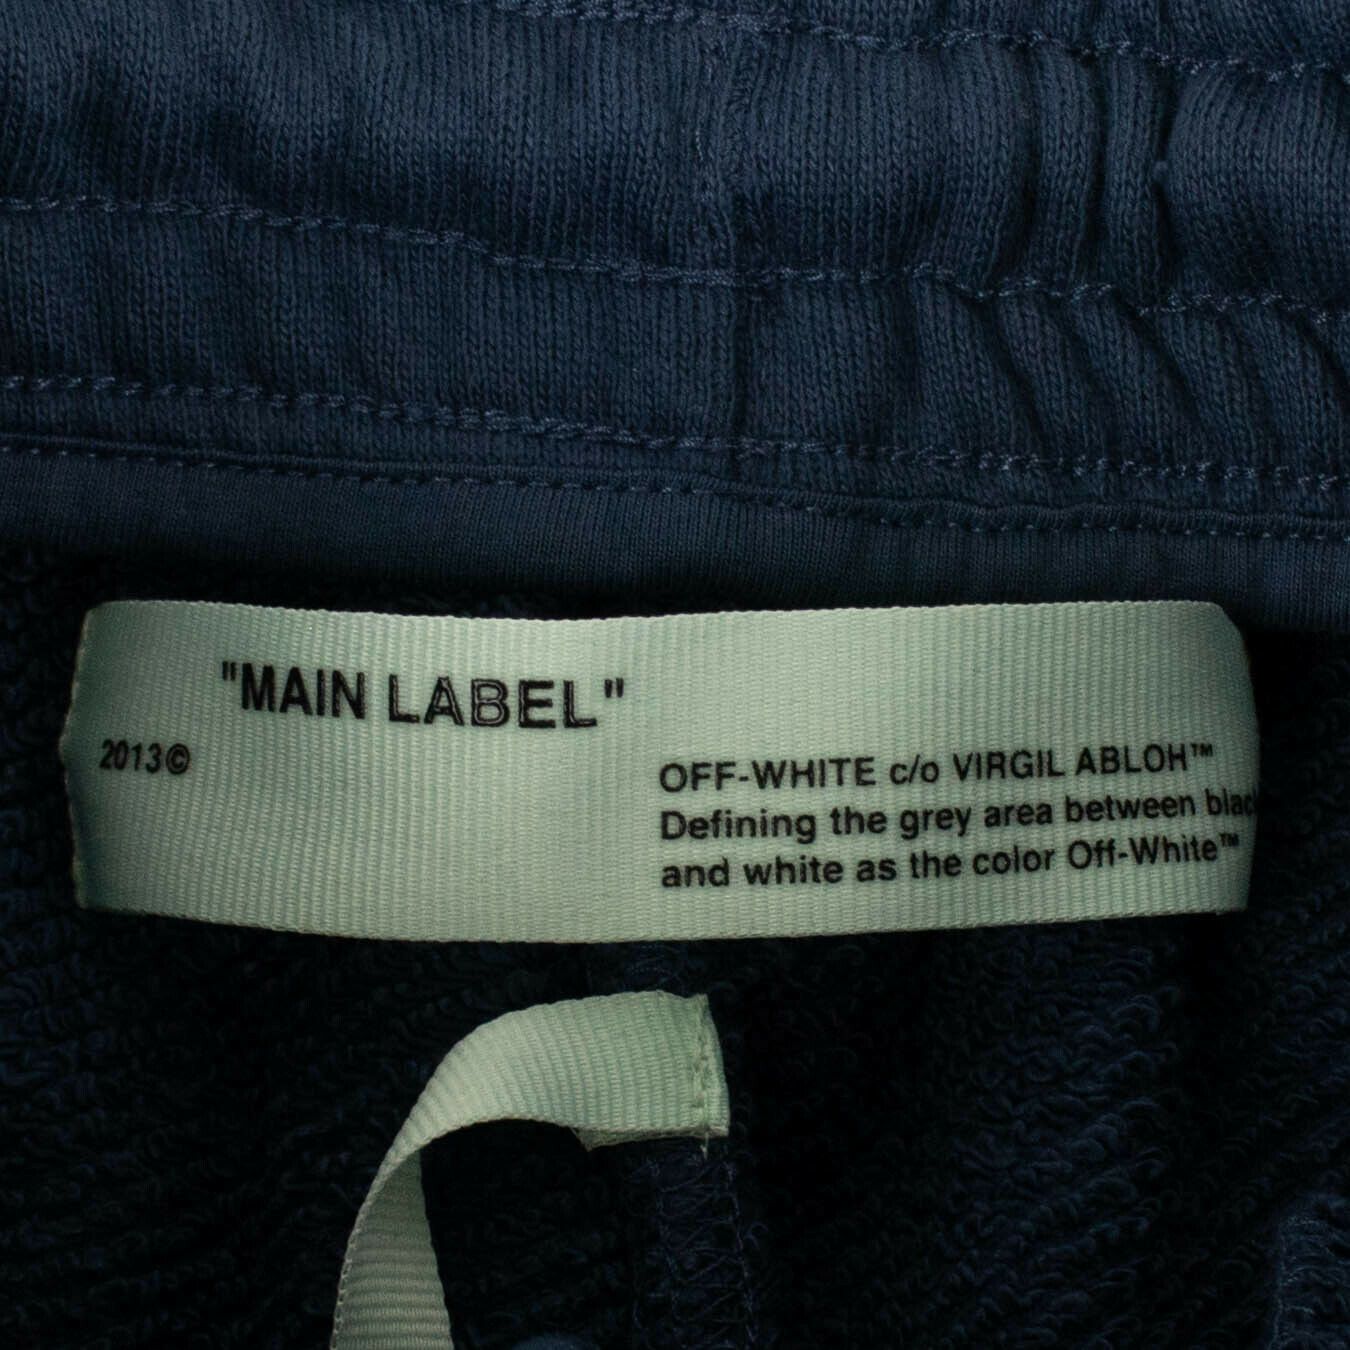 "MAIN LABEL"
2013©
OFF-WHITE c/o VIRGIL ABLOH™
Defining the grey area between blac
and white as the color Off-White™